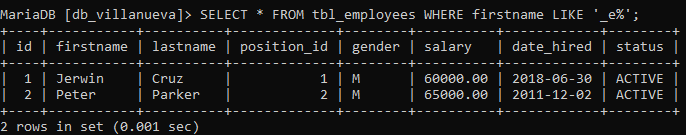 MariaDB [db_villanueva]> SELECT * FROM tbl_employees WHERE firstname LIKE '_e%';
+----+-----------+----------+-------------+--------+----------+------------+--------+
| id | firstname | lastname | position_id | gender | salary   | date_hired | status |
+----+-----------+----------+-------------+--------+----------+------------+--------+
|  1 | Jerwin    | Cruz     |           1 | M      | 60000.00 | 2018-06-30 | ACTIVE |
|  2 | Peter     | Parker   |           2 | M      | 65000.00 | 2011-12-02 | ACTIVE |
+----+-----------+----------+-------------+--------+----------+------------+--------+
2 rows in set (0.001 sec)